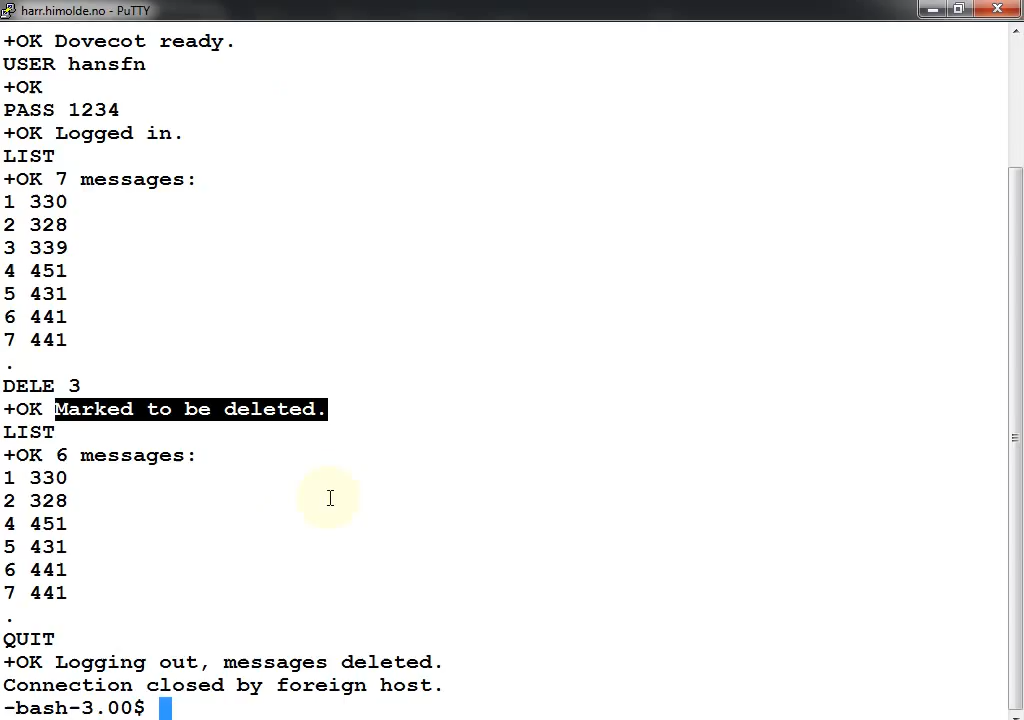 harr.himolde.no - PuTTY
+OK Dovecot ready.
USER hansfn
+OK
PASS 1234
+OK Logged in.
LIST
+OK 7 messages:
1 330
2 328
3 339
4 451
5 431
6 441
7 441
.
DELE 3
+OK Marked to be deleted.
LIST
+OK 6 messages:
1 330
2 328
4 451
5 431
6 441
7 441
.
QUIT
+OK Logging out, messages deleted.
Connection closed by foreign host.
-bash-3.00$